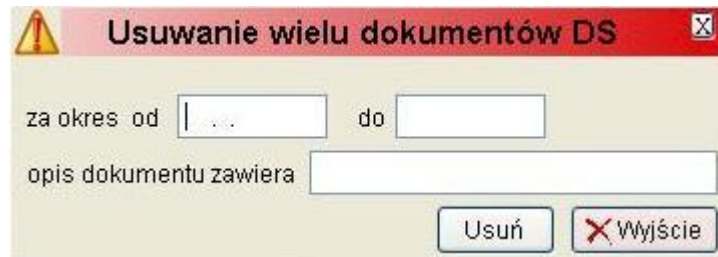 Usuwanie wielu dokumentów DS X
za okres od . . do
opis dokumentu zawiera
Usuń Wyjście